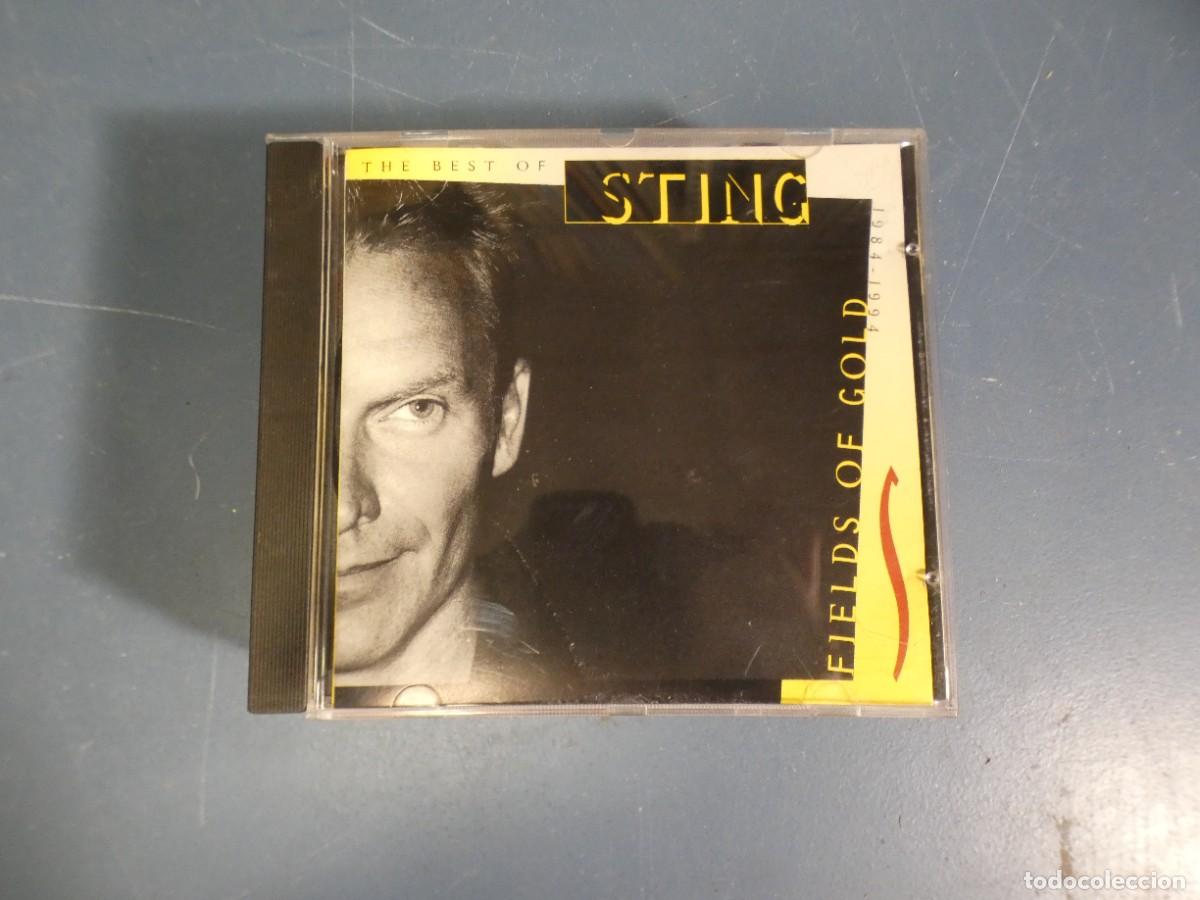 THE BEST OF
STING
1984-1994
FIELDS OF GOLD
todocoleccion